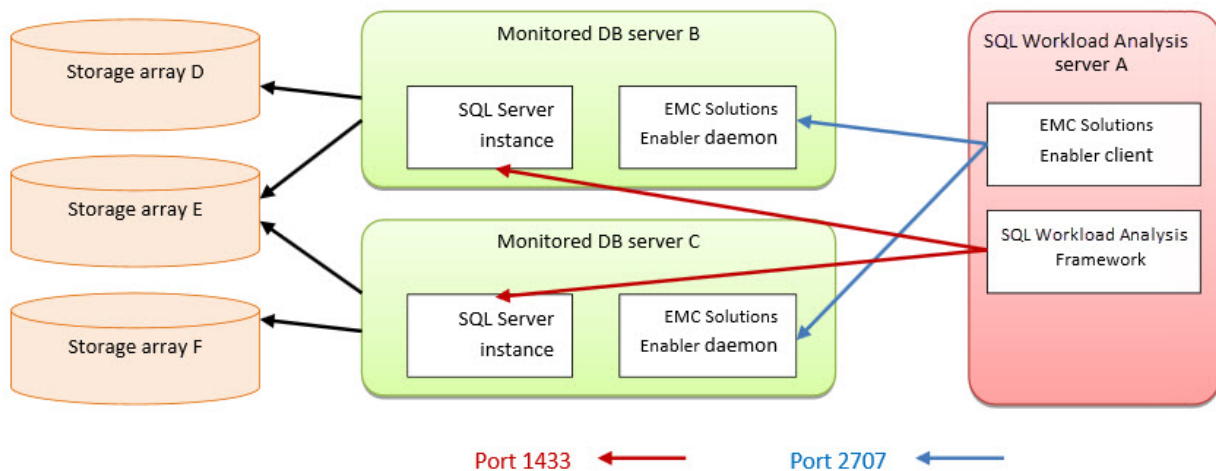 Storage array D
Storage array E
Storage array F
Monitored DB server B
SQL Server
instance
EMC Solutions
Enabler daemon
Monitored DB server C
SQL Server
instance
EMC Solutions
Enabler daemon
SQL Workload Analysis
server A
EMC Solutions
Enabler client
SQL Workload Analysis
Framework
Port 1433
Port 2707